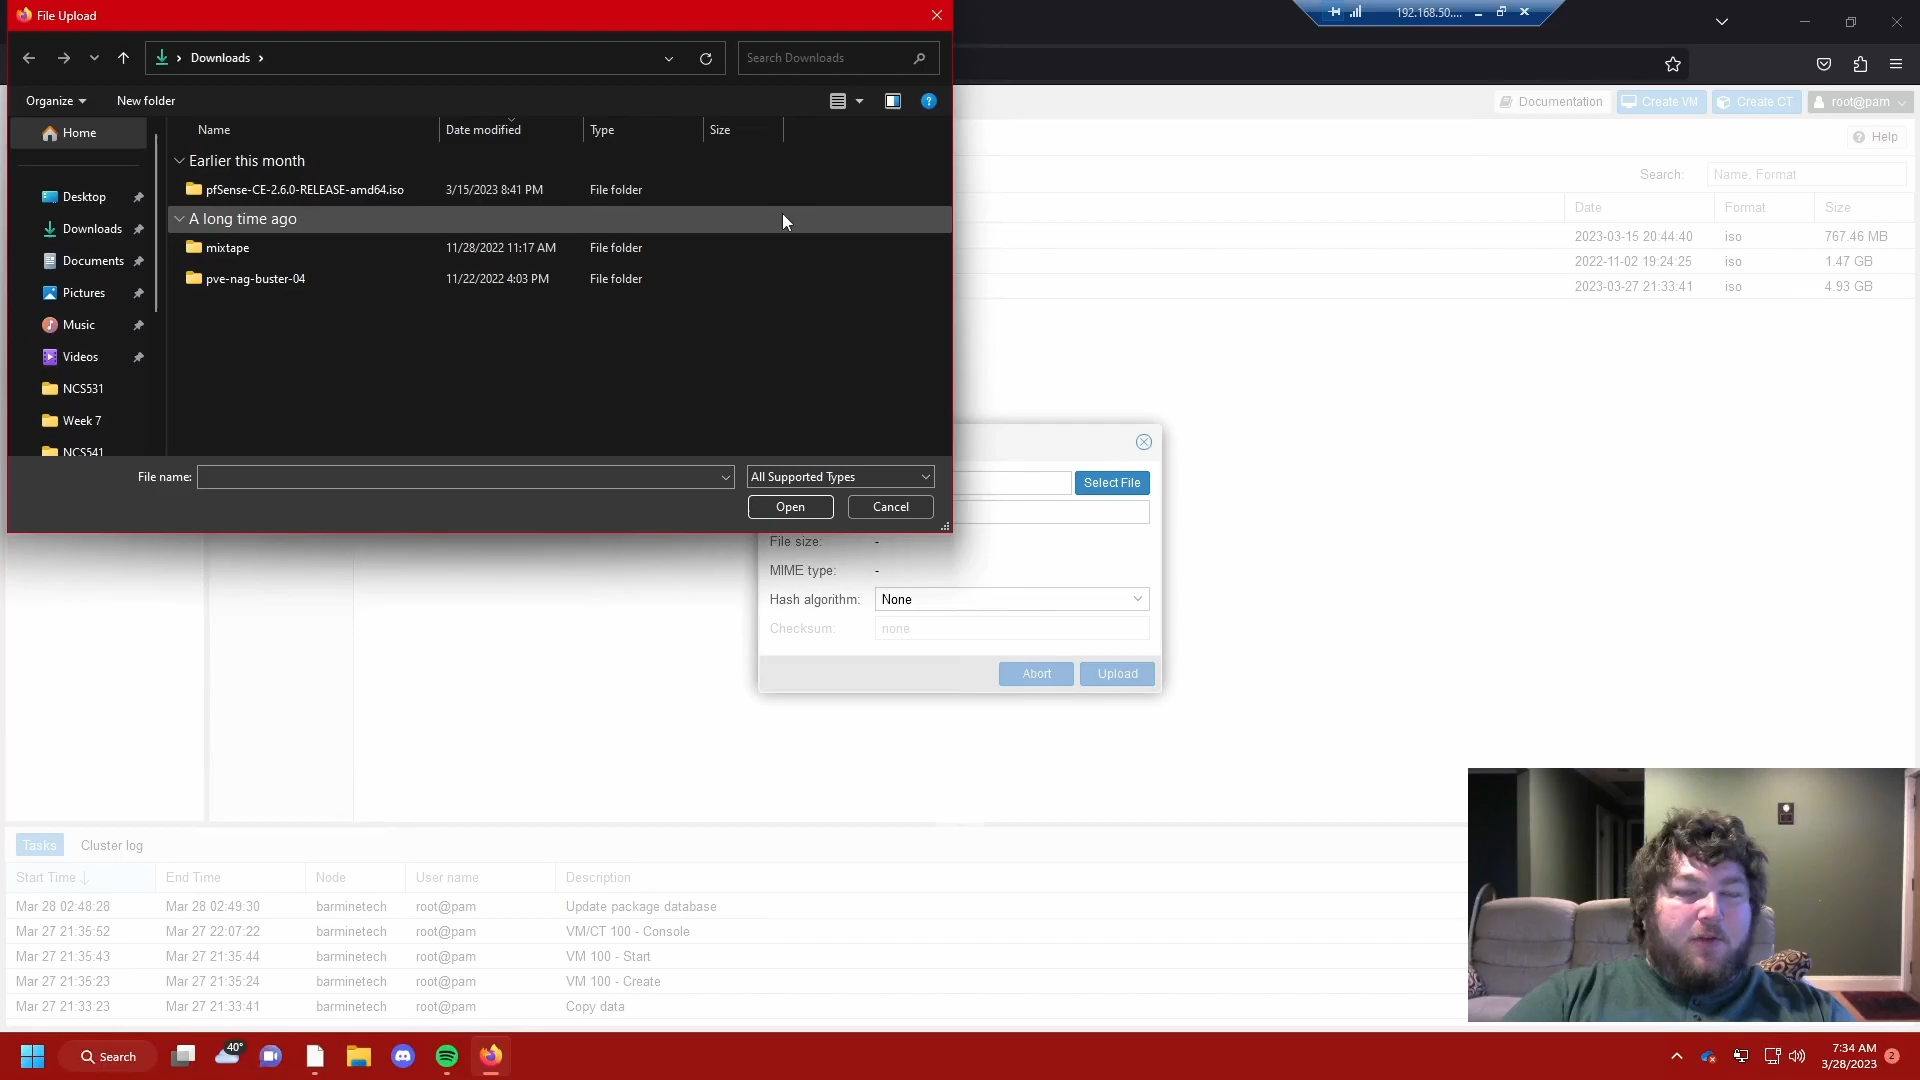 File Upload
192.168.50....
Downloads
Search Downloads
Organize
New folder
Documentation
Create VM
Create CT
root@pam
Home
Name
Date modified
Type
Size
Help
Earlier this month
Search:
Name, Format
Desktop
pfSense-CE-2.6.0-RELEASE-amd64.iso
3/15/2023 8:41 PM
File folder
Date
Format
Size
Downloads
A long time ago
2023-03-15 20:44:40
iso
767.46 MB
Documents
mixtape
11/28/2022 11:17 AM
File folder
2022-11-02 19:24:25
iso
1.47 GB
Pictures
pve-nag-buster-04
11/22/2022 4:03 PM
File folder
2023-03-27 21:33:41
iso
4.93 GB
Music
Videos
NCS531
Week 7
NCS541
File name:
All Supported Types
Select File
Open
Cancel
File size:
-
MIME type:
-
Hash algorithm:
None
Checksum:
none
Abort
Upload
Tasks
Cluster log
Start Time
End Time
Node
User name
Description
Mar 28 02:48:28
Mar 28 02:49:30
barminetech
root@pam
Update package database
Mar 27 21:35:52
Mar 27 22:07:22
barminetech
root@pam
VM/CT 100 - Console
Mar 27 21:35:43
Mar 27 21:35:44
barminetech
root@pam
VM 100 - Start
Mar 27 21:35:23
Mar 27 21:35:24
barminetech
root@pam
VM 100 - Create
Mar 27 21:33:23
Mar 27 21:33:41
barminetech
root@pam
Copy data
Search
40°
7:34 AM
3/28/2023
2